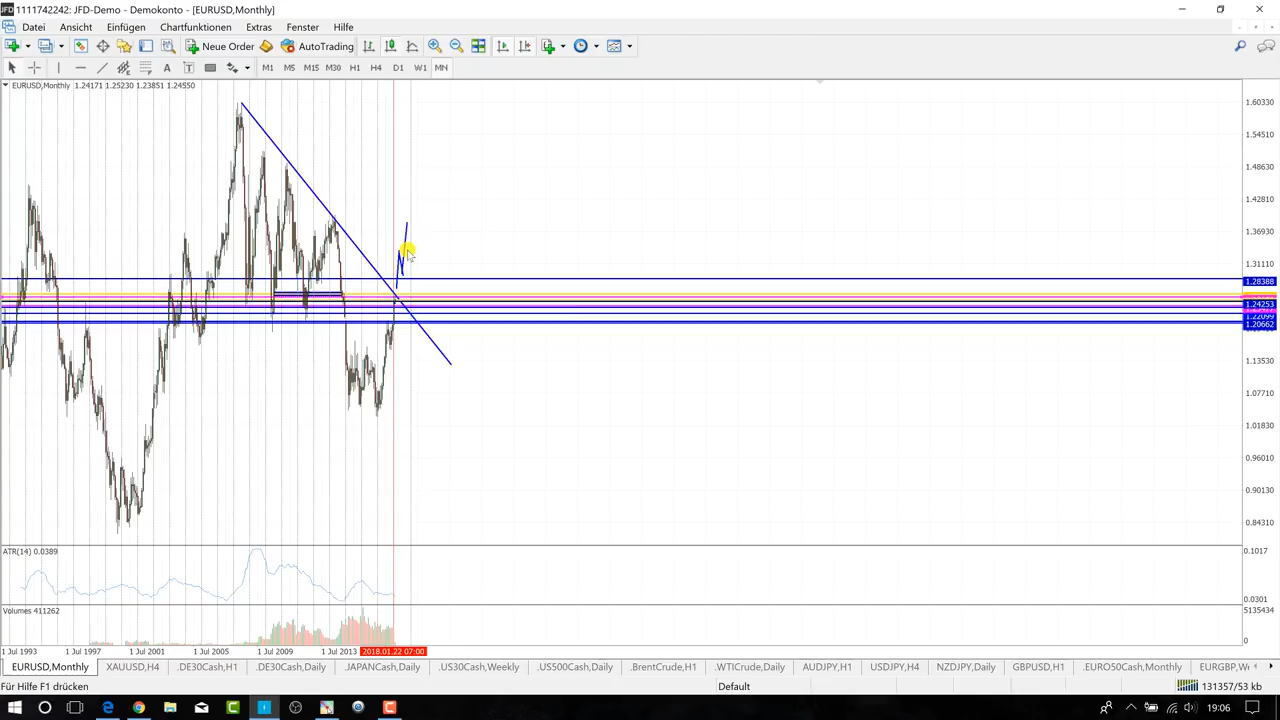 1111742242: JFD-Demo - Demokonto - [EURUSD,Monthly]
Datei Ansicht Einfügen Chartfunktionen Extras Fenster Hilfe
Neue Order AutoTrading
A T M1 M5 M15 M30 H1 H4 D1 W1 MN
EURUSD,Monthly 1.24171 1.25230 1.23851 1.24550
1.60330
1.54510
1.48630
1.42810
1.36930
1.31110
1.28388
1.24253
1.20662
1.13530
1.07710
1.01830
0.96010
0.90130
0.84310
ATR(14) 0.0389
0.1017
0.0301
Volumes 411262
5135434
0
1 Jul 1993 1 Jul 1997 1 Jul 2001 1 Jul 2005 1 Jul 2009 1 Jul 2013 2018.01.22 07:00
EURUSD,Monthly XAUUSD,H4 .DE30Cash,H1 .DE30Cash,Daily .JAPANCash,Daily .US30Cash,Weekly .US500Cash,Daily .BrentCrude,H1 .WTICrude,Daily AUDJPY,H1 USDJPY,H4 NZDJPY,Daily GBPUSD,H1 .EURO50Cash,Monthly EURGBP,We
Für Hilfe F1 drücken Default 131357/53 kb
19:06